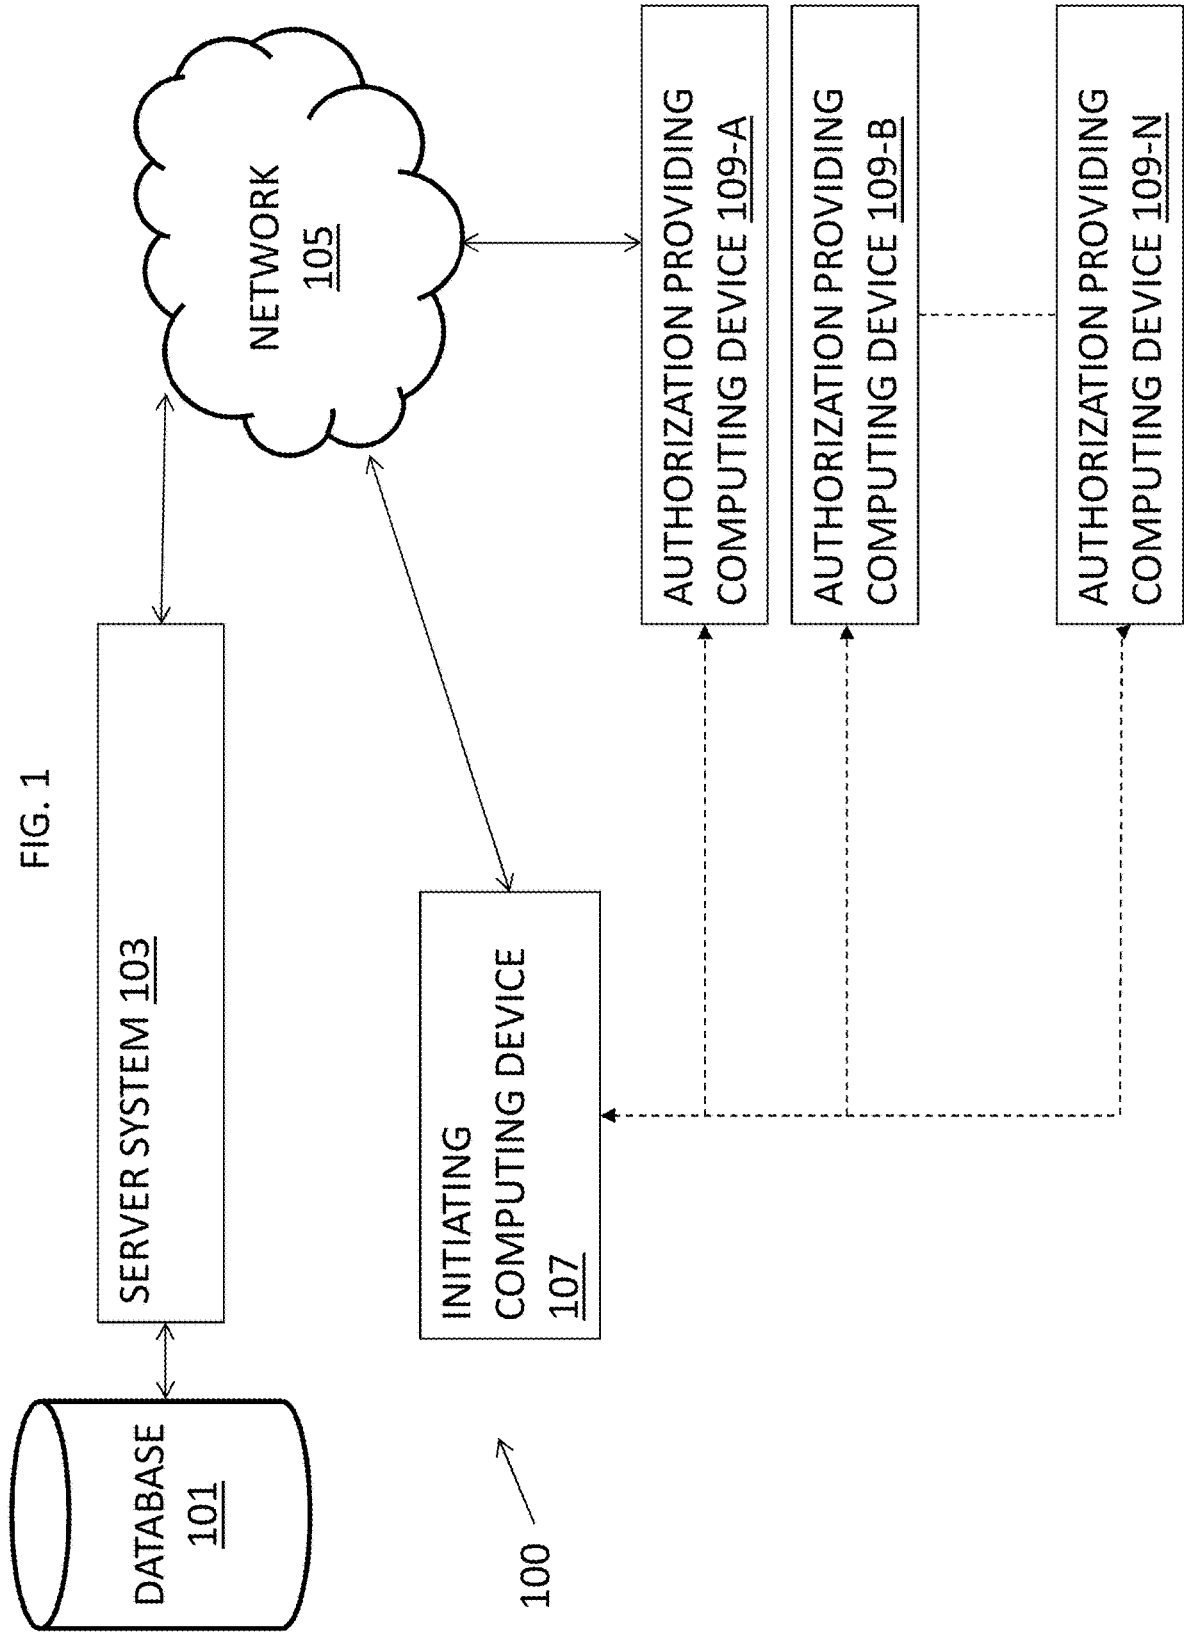 FIG. 1
DATABASE
101
SERVER SYSTEM 103
NETWORK
105
100
INITIATING
COMPUTING DEVICE
107
AUTHORIZATION PROVIDING
COMPUTING DEVICE 109-A
AUTHORIZATION PROVIDING
COMPUTING DEVICE 109-B
AUTHORIZATION PROVIDING
COMPUTING DEVICE 109-N